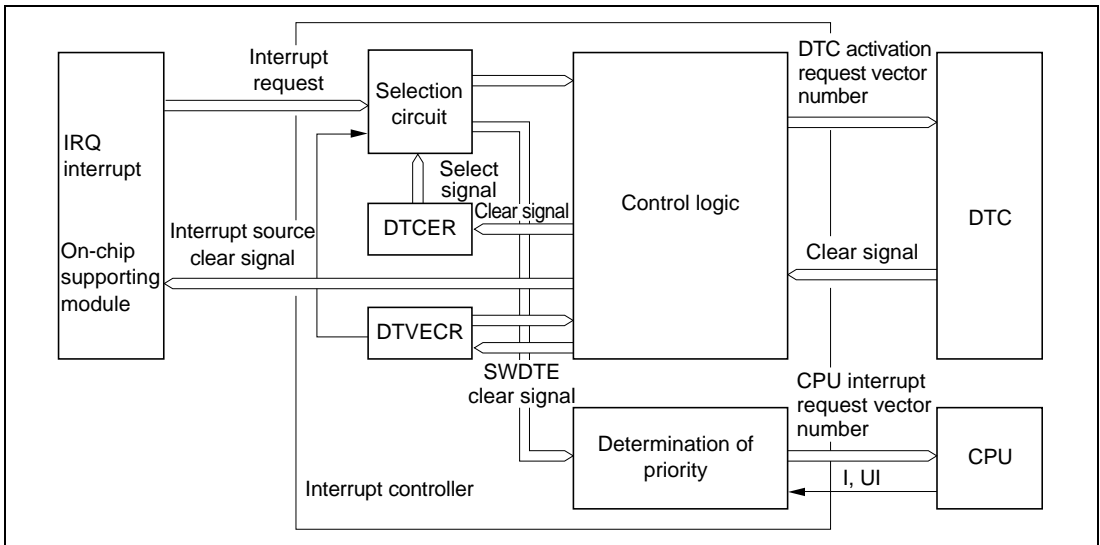 Interrupt
request
DTC activation
request vector
number
Selection
circuit
IRQ
interrupt
Select
signal
Control logic
DTC
DTCER
Clear signal
Interrupt source
clear signal
On-chip
supporting
module
Clear signal
DTVECR
SWDTE
clear signal
CPU interrupt
request vector
number
Determination of
priority
CPU
I, UI
Interrupt controller